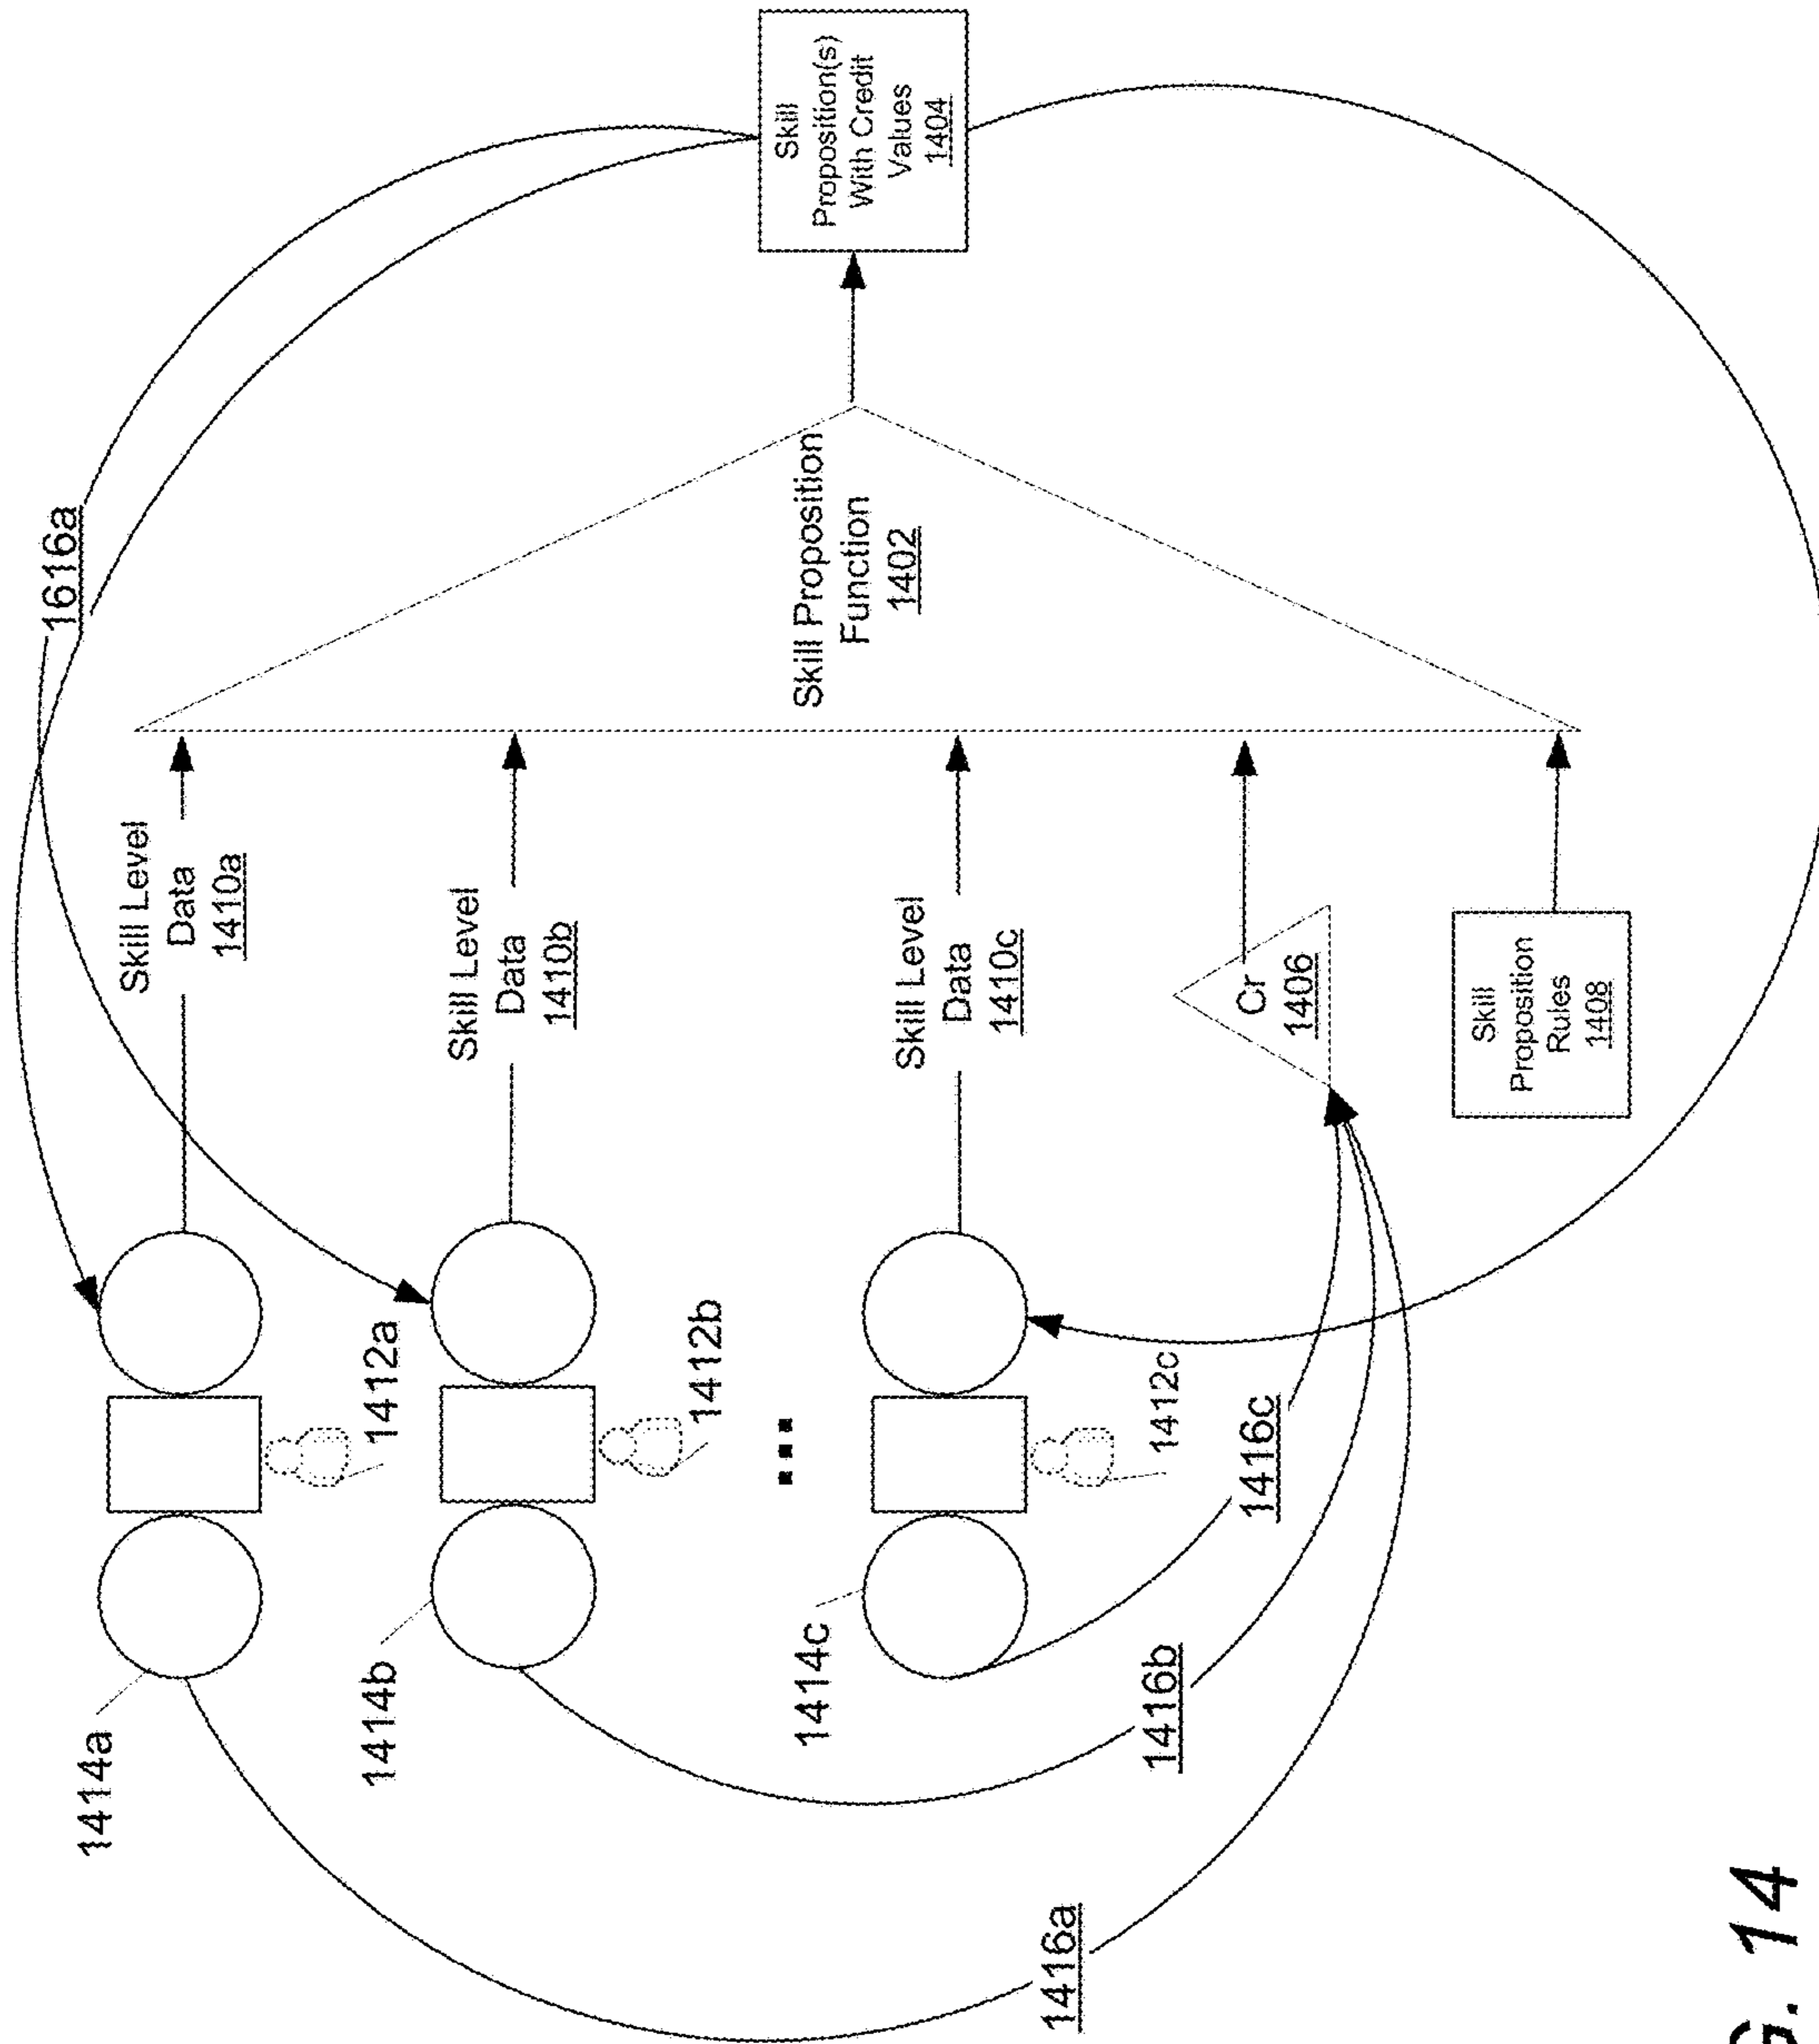 1616a
Skill Level
Data
1410a
Skill Level
Data
1410b
Skill Level
Data
1410c
Cr
1406
Skill
Proposition
Rules
1408
Skill Proposition
Function
1402
Skill
Proposition(s)
With Credit
Values
1404
1412a
1412b
...
1412c
1414a
1414b
1414c
1416c
1416b
1416a
G. 14